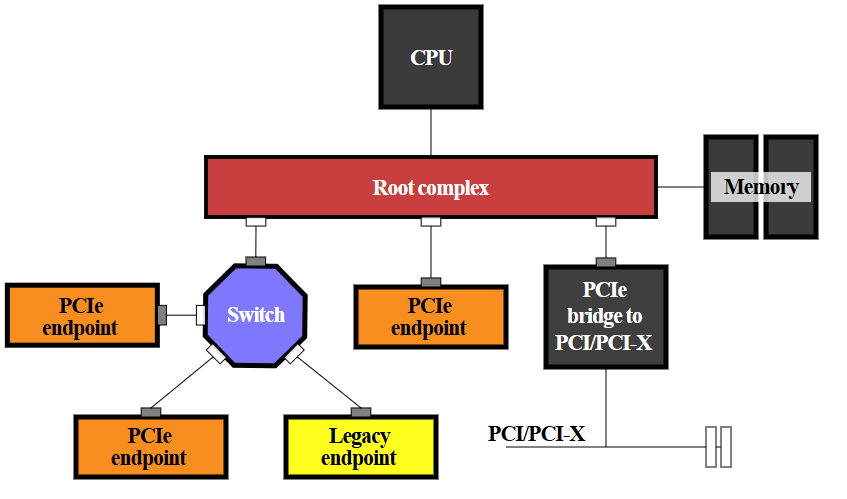 CPU
Root complex
Memory
PCIe
endpoint
Switch
PCIe
endpoint
PCIe
bridge to
PCI/PCI-X
PCIe
endpoint
Legacy
endpoint
PCI/PCI-X